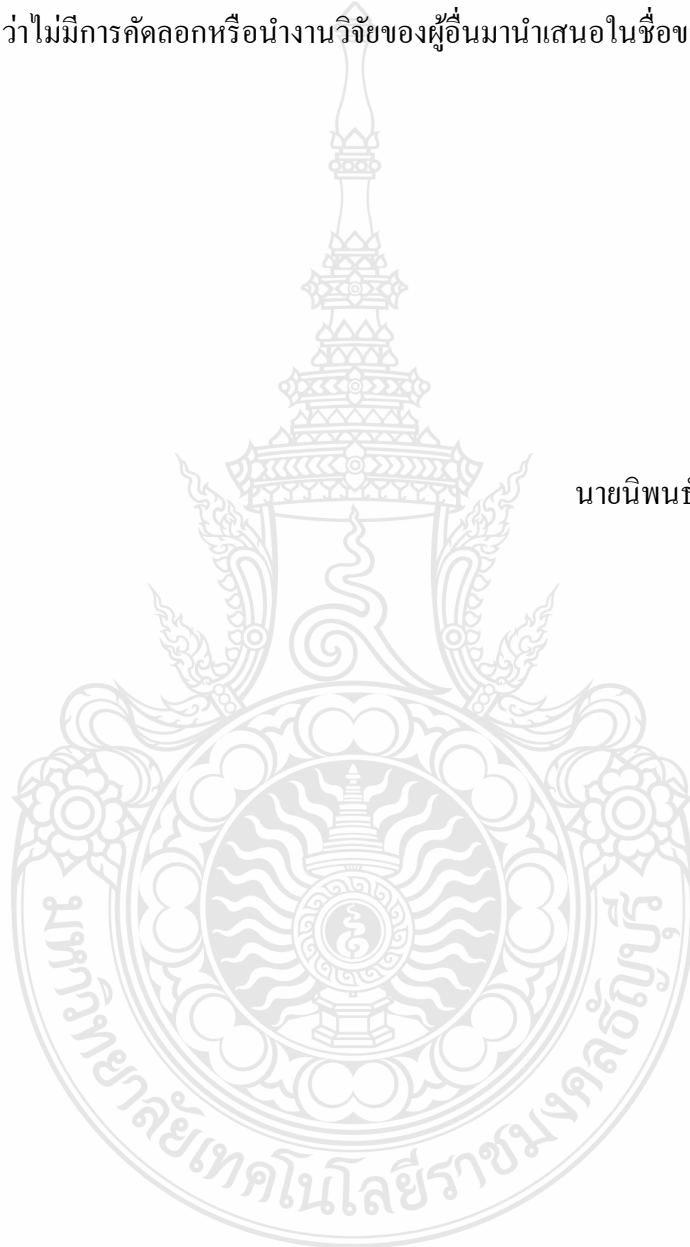 ว่าไม่มีการคัดลอกหรือนำงานวิจัยของผู้อื่นมานำเสนอในชื่อข
นายนิพนธ์
มหาวิทยาลัยเทคโนโลยีราชมงคลธัญบุรี